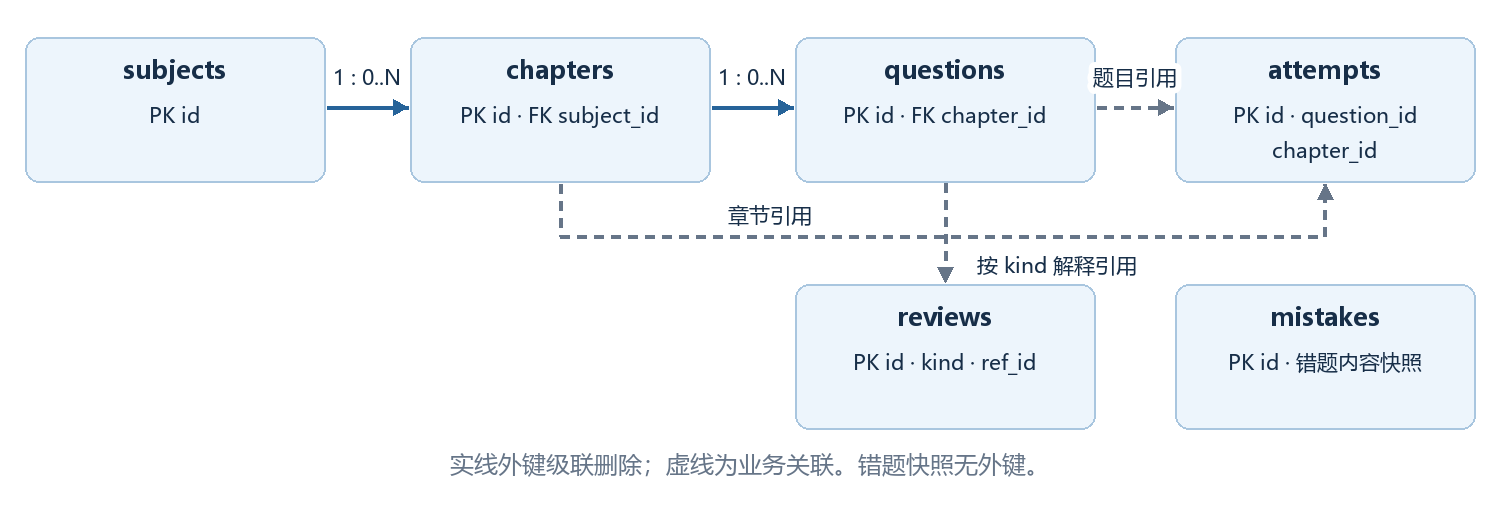 subjects
PK id
1 : 0..N
chapters
PK id · FK subject_id
1 : 0..N
questions
PK id · FK chapter_id
题目引用
attempts
PK id · question_id
chapter_id
章节引用
按 kind 解释引用
reviews
PK id · kind · ref_id
mistakes
PK id · 错题内容快照
实线外键级联删除；虚线为业务关联。错题快照无外键。